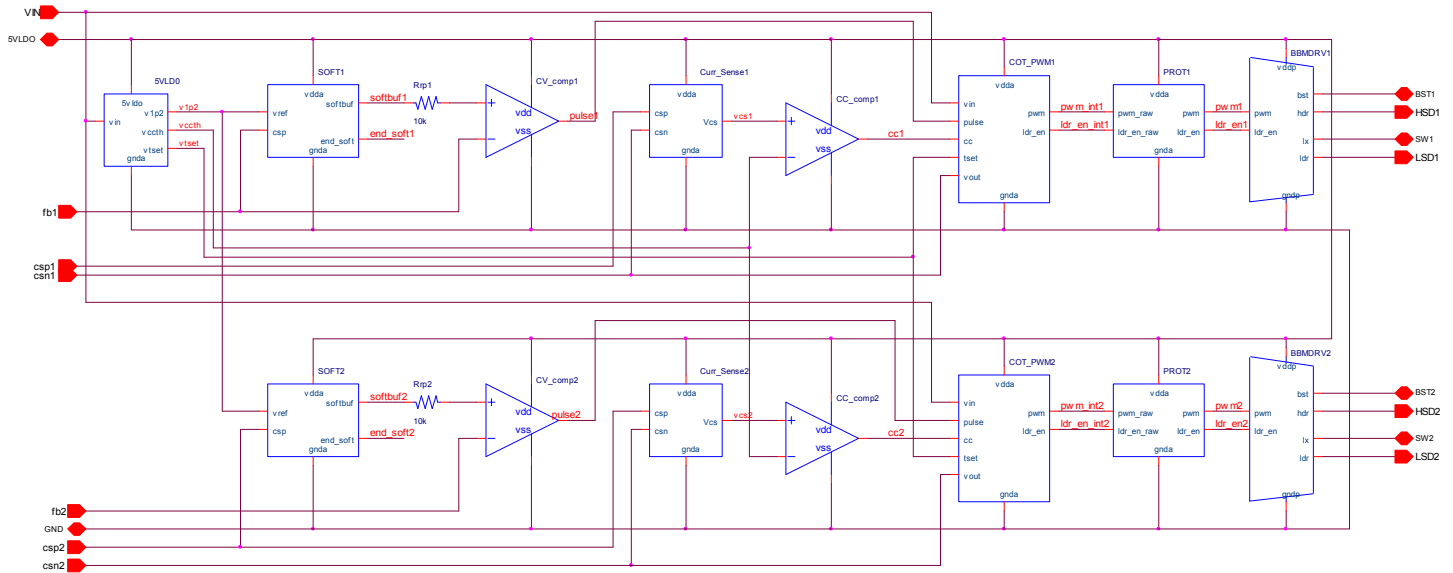 VIN
5VLDO
5VLD0
5vldo
vin
v1p2
vccth
vtset
gnda
v1p2
vccth
vtset
SOFT1
vdda
vref
csp
softbuf
end_soft
gnda
softbuf1
end_soft1
Rrp1
10k
CV_comp1
vdd
vss
pulse1
Curr_Sense1
vdda
csp
csn
Vcs
gnda
vcs1
CC_comp1
vdd
vss
cc1
COT_PWM1
vdda
vin
pulse
cc
tset
vout
pwm
ldr_en
gnda
pwm_int1
ldr_en_int1
PROT1
vdda
pwm_raw
ldr_en_raw
pwm
ldr_en
gnda
pwm1
ldr_en1
BBMDRV1
vddp
pwm
ldr_en
bst
hdr
lx
ldr
gndp
BST1
HSD1
SW1
LSD1
fb1
csp1
csn1
SOFT2
vdda
vref
csp
softbuf
end_soft
gnda
softbuf2
end_soft2
Rrp2
10k
CV_comp2
vdd
vss
pulse2
Curr_Sense2
vdda
csp
csn
Vcs
gnda
vcs2
CC_comp2
vdd
vss
cc2
COT_PWM2
vdda
vin
pulse
cc
tset
vout
pwm
ldr_en
gnda
pwm_int2
ldr_en_int2
PROT2
vdda
pwm_raw
ldr_en_raw
pwm
ldr_en
gnda
pwm2
ldr_en2
BBMDRV2
vddp
pwm
ldr_en
bst
hdr
lx
ldr
gndp
BST2
HSD2
SW2
LSD2
fb2
GND
csp2
csn2